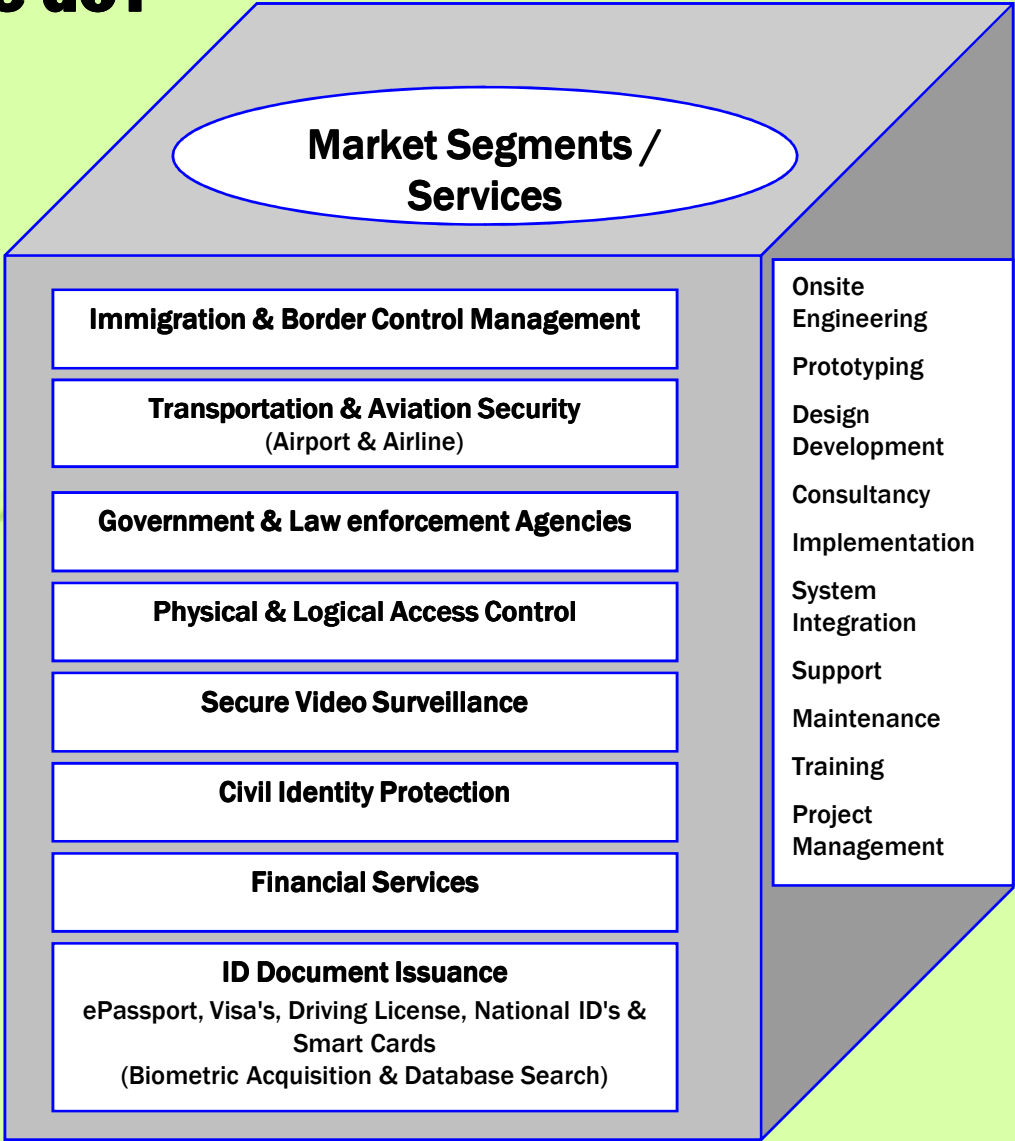 do?
Market Segments /
Services
Immigration & Border Control Management
Transportation & Aviation Security
(Airport & Airline)
Government & Law enforcement Agencies
Physical & Logical Access Control
Secure Video Surveillance
Civil Identity Protection
Financial Services
ID Document Issuance
ePassport, Visa's, Driving License, National ID's &
Smart Cards
(Biometric Acquisition & Database Search)
Onsite
Engineering
Prototyping
Design
Development
Consultancy
Implementation
System
Integration
Support
Maintenance
Training
Project
Management